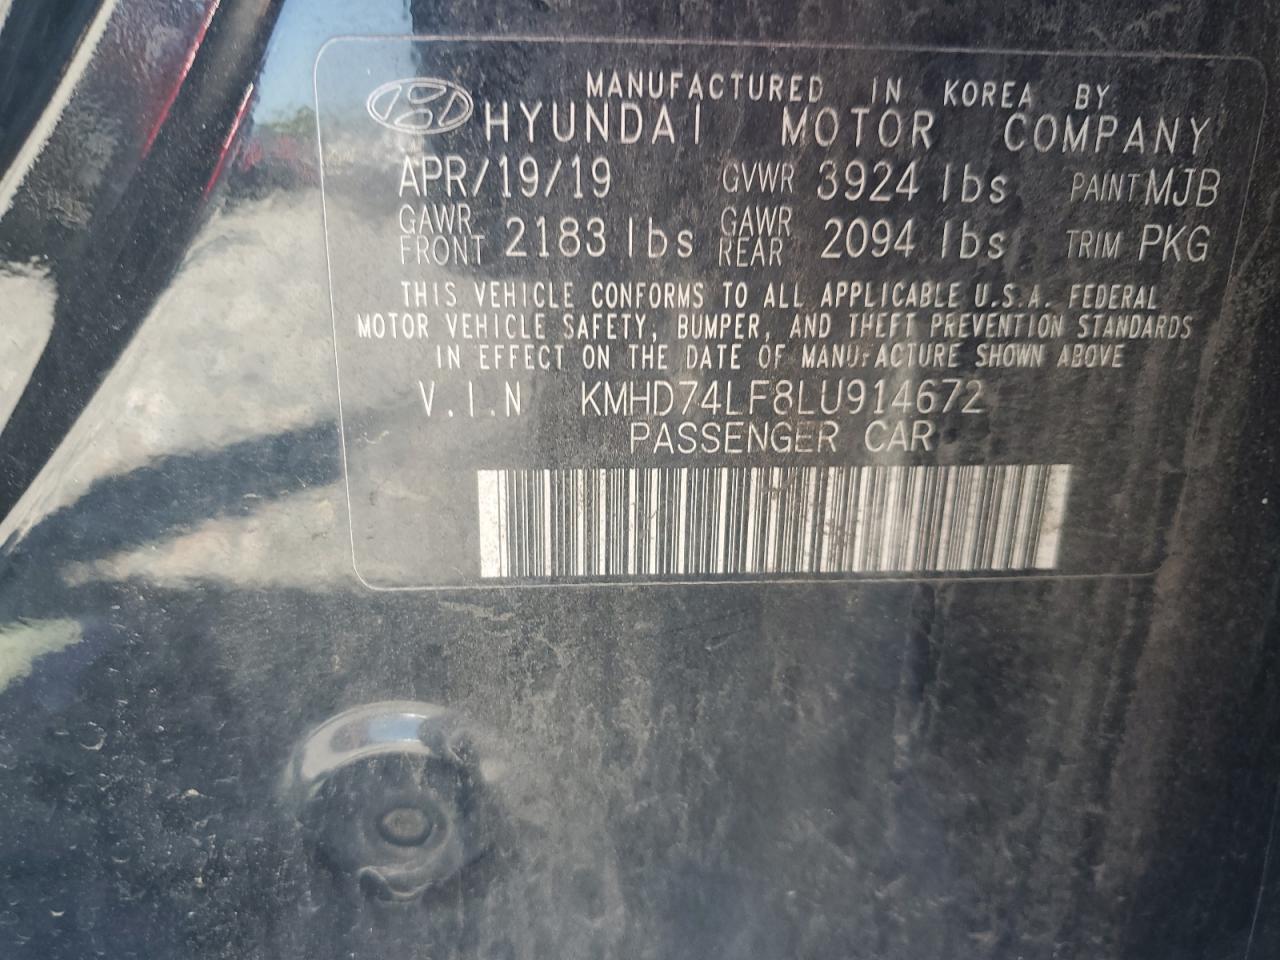 MANUFACTURED IN KOREA BY
HYUNDAI MOTOR COMPANY
APR/19/19 GVWR 3924 lbs PAINT MJB
GAWR FRONT 2183 lbs GAWR REAR 2094 lbs TRIM PKG
THIS VEHICLE CONFORMS TO ALL APPLICABLE U.S.A. FEDERAL
MOTOR VEHICLE SAFETY, BUMPER, AND THEFT PREVENTION STANDARDS
IN EFFECT ON THE DATE OF MANUFACTURE SHOWN ABOVE
V.I.N KMHD74LF8LU914672
PASSENGER CAR